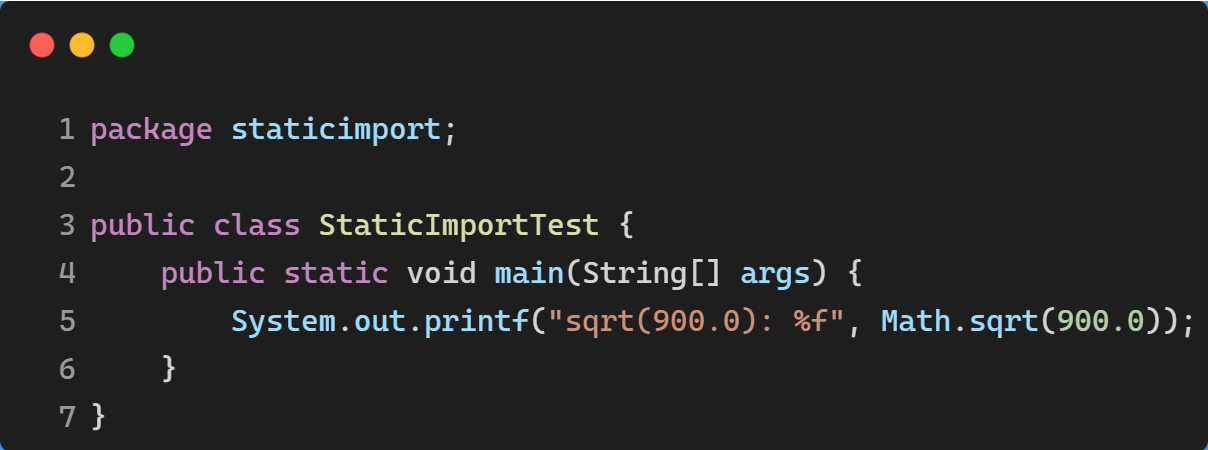 1 package staticimport;
2
3 public class StaticImportTest {
4     public static void main(String[] args) {
5         System.out.printf("sqrt(900.0): %f", Math.sqrt(900.0));
6     }
7 }